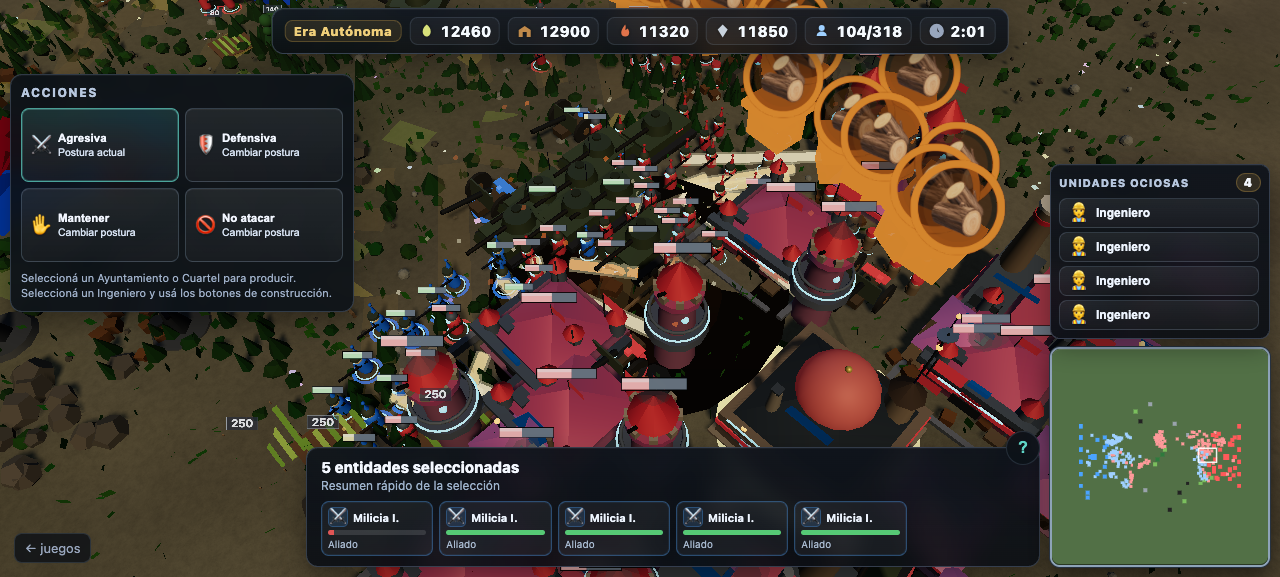 80
140
Era Autónoma
12460
12900
11320
11850
104/318
2:01
ACCIONES
Agresiva
Postura actual
Defensiva
Cambiar postura
Mantener
Cambiar postura
No atacar
Cambiar postura
Seleccioná un Ayuntamiento o Cuartel para producir.
Seleccioná un Ingeniero y usá los botones de construcción.
UNIDADES OCIOSAS
4
Ingeniero
Ingeniero
Ingeniero
Ingeniero
250
250
250
?
5 entidades seleccionadas
Resumen rápido de la selección
Milicia I.
Aliado
Milicia I.
Aliado
Milicia I.
Aliado
Milicia I.
Aliado
Milicia I.
Aliado
← juegos